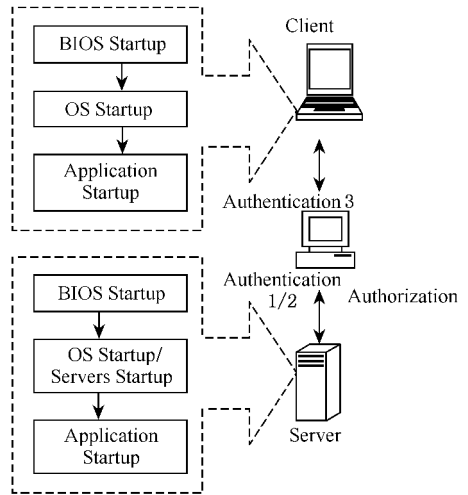 Client
BIOS Startup
OS Startup
Application
Startup
Authentication 3
Authentication
1/2
Authorization
BIOS Startup
OS Startup/
Servers Startup
Application
Startup
Server